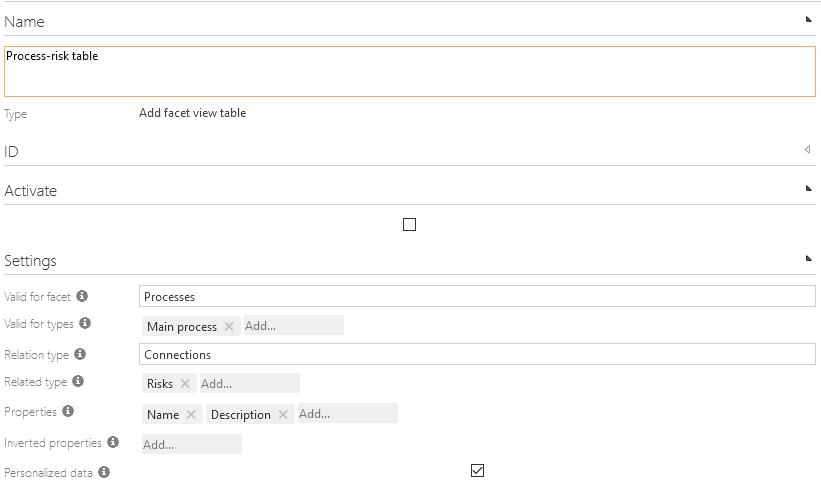 Name
Process-risk table
Type Add facet view table
ID
Activate
Settings
Valid for facet Processes
Valid for types Main process Add...
Relation type Connections
Related type Risks Add...
Properties Name Description Add...
Inverted properties Add...
Personalized data